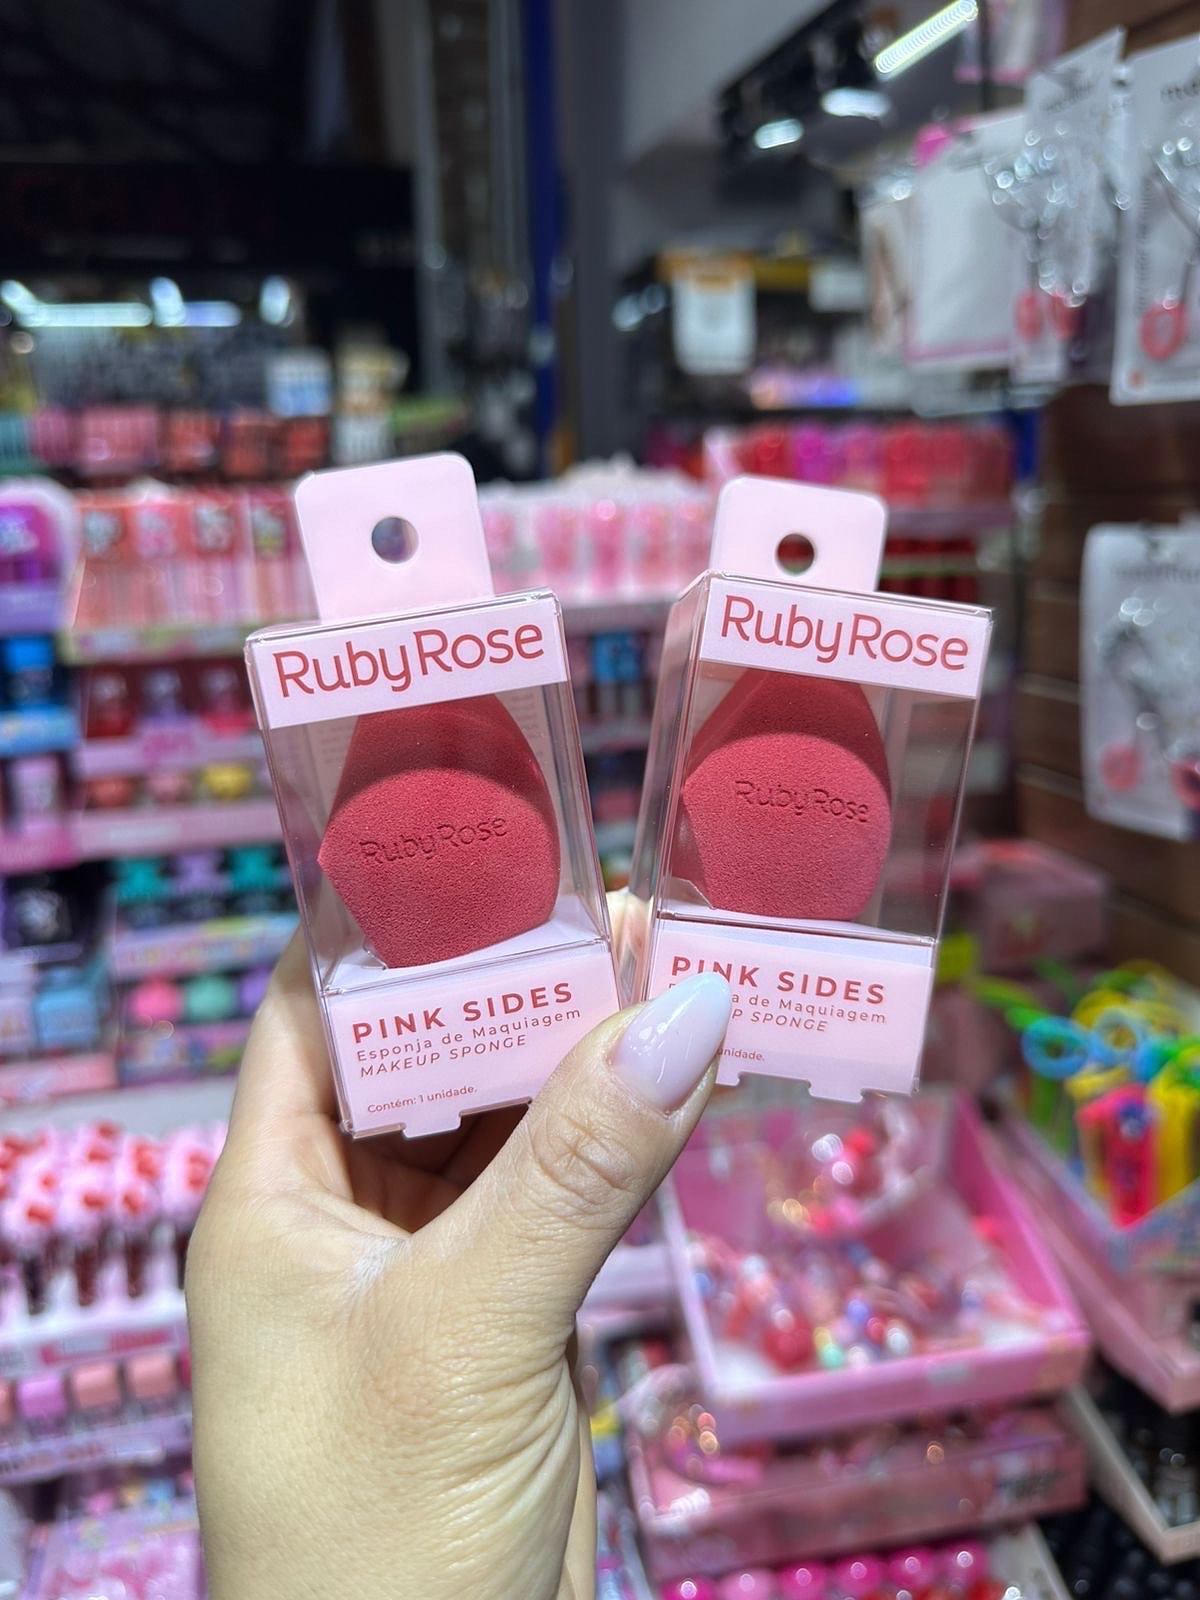 RubyRose
RubyRose
PINK SIDES
Esponja de Maquiagem
MAKEUP SPONGE
Contém: 1 unidade.
RubyRose
RubyRose
PINK SIDES
de Maquiagem
SPONGE
unidade.